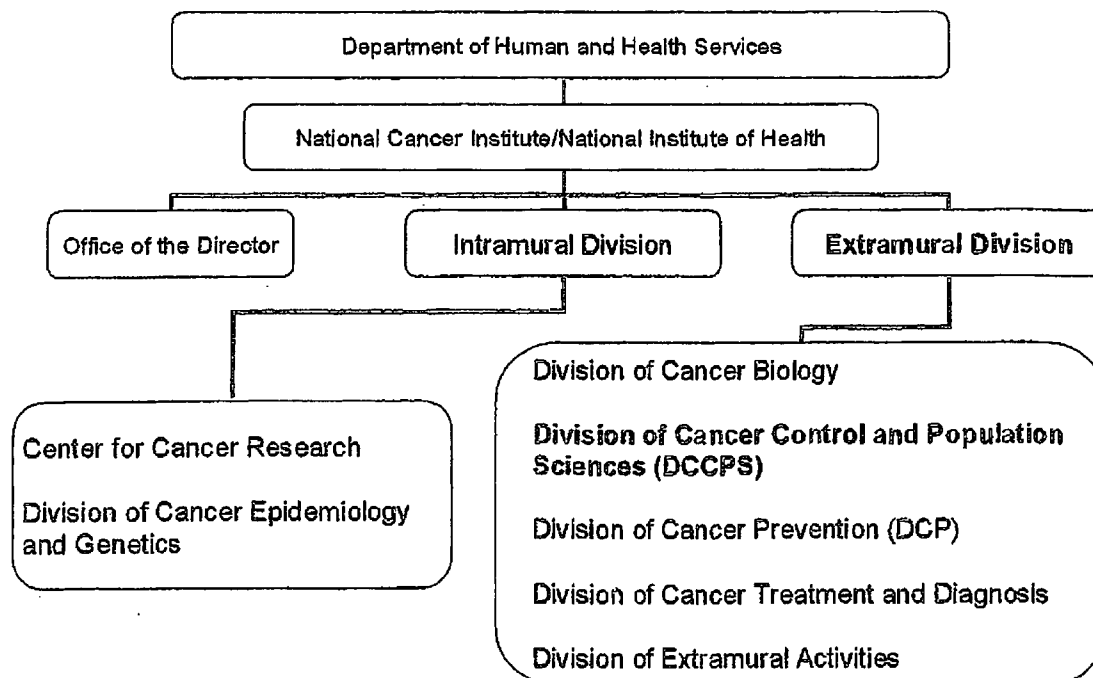 Department of Human and Health Services
National Cancer Institute/National Institute of Health
Office of the Director
Intramural Division
Extramural Division
Center for Cancer Research
Division of Cancer Epidemiology
and Genetics
Division of Cancer Biology
Division of Cancer Control and Population
Sciences (DCCPS)
Division of Cancer Prevention (DCP)
Division of Cancer Treatment and Diagnosis
Division of Extramural Activities